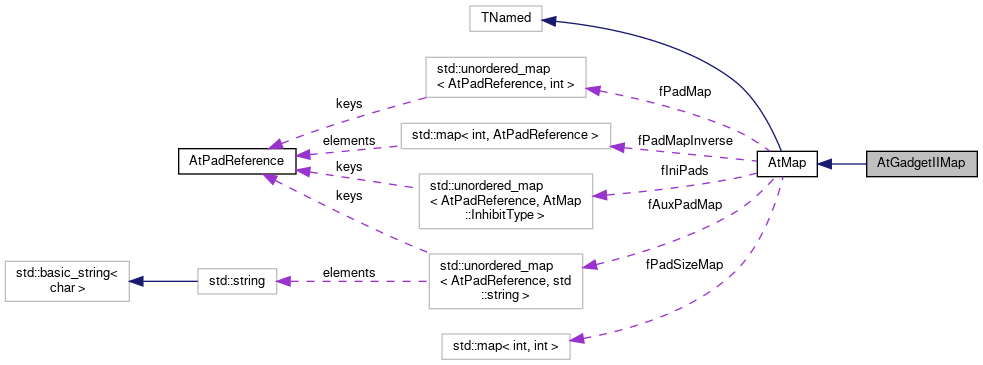 TNamed
std::unordered_map
< AtPadReference, int >
fPadMap
keys
std::map< int, AtPadReference >
elements
fPadMapInverse
AtPadReference
AtMap
AtGadgetIIMap
keys
fIniPads
std::unordered_map
< AtPadReference, AtMap
::InhibitType >
keys
fAuxPadMap
std::unordered_map
< AtPadReference, std
::string >
fPadSizeMap
std::basic_string<
char >
std::string
elements
std::map< int, int >